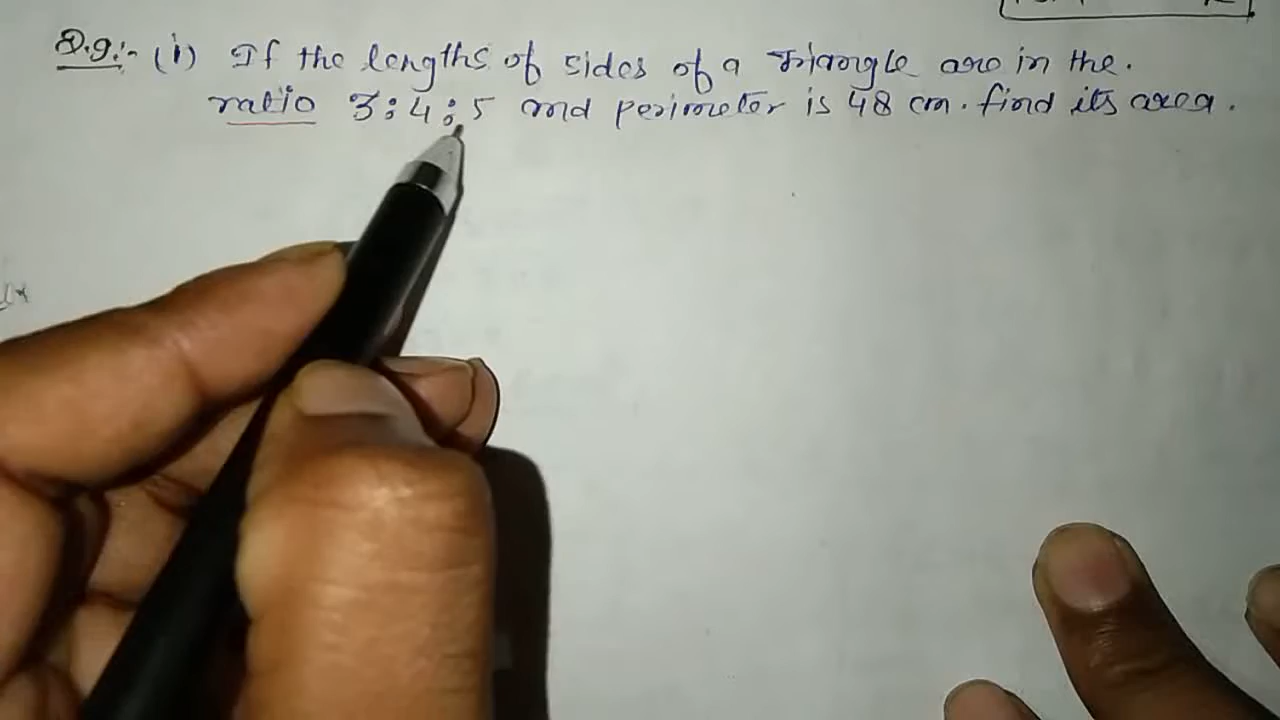 Q.9:- (i) If the lengths of sides of a triangle are in the.
ratio 3:4:5 and perimeter is 48 cm. find its area.